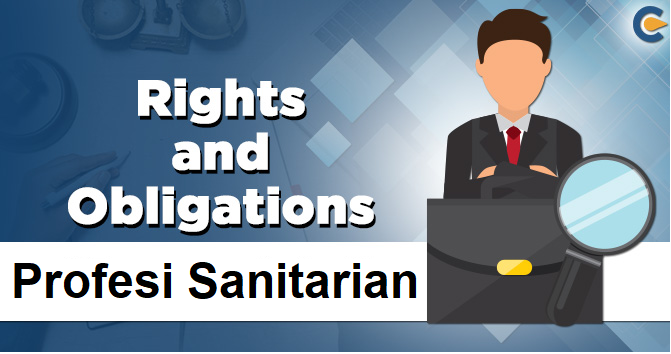 Rights
and
Obligations
Profesi Sanitarian